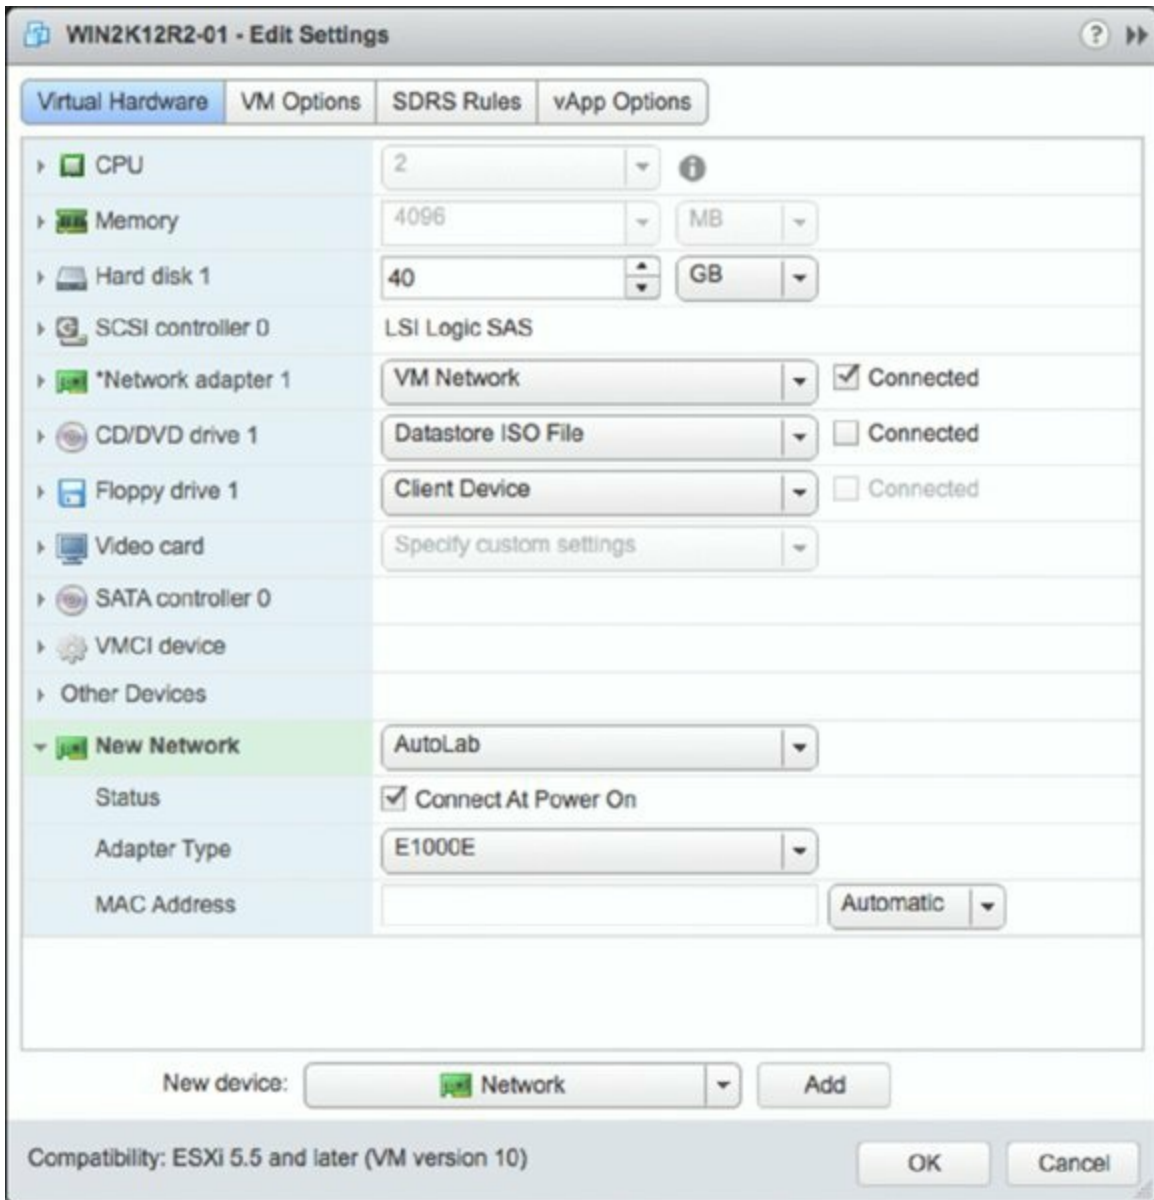 WIN2K12R2-01 - Edit Settings ?
Virtual Hardware VM Options SDRS Rules vApp Options
CPU 2
Memory 4096 MB
Hard disk 1 40 GB
SCSI controller 0 LSI Logic SAS
*Network adapter 1 VM Network Connected
CD/DVD drive 1 Datastore ISO File Connected
Floppy drive 1 Client Device Connected
Video card Specify custom settings
SATA controller 0
VMCI device
Other Devices
New Network AutoLab
Status Connect At Power On
Adapter Type E1000E
MAC Address Automatic
New device: Network Add
Compatibility: ESXi 5.5 and later (VM version 10) OK Cancel